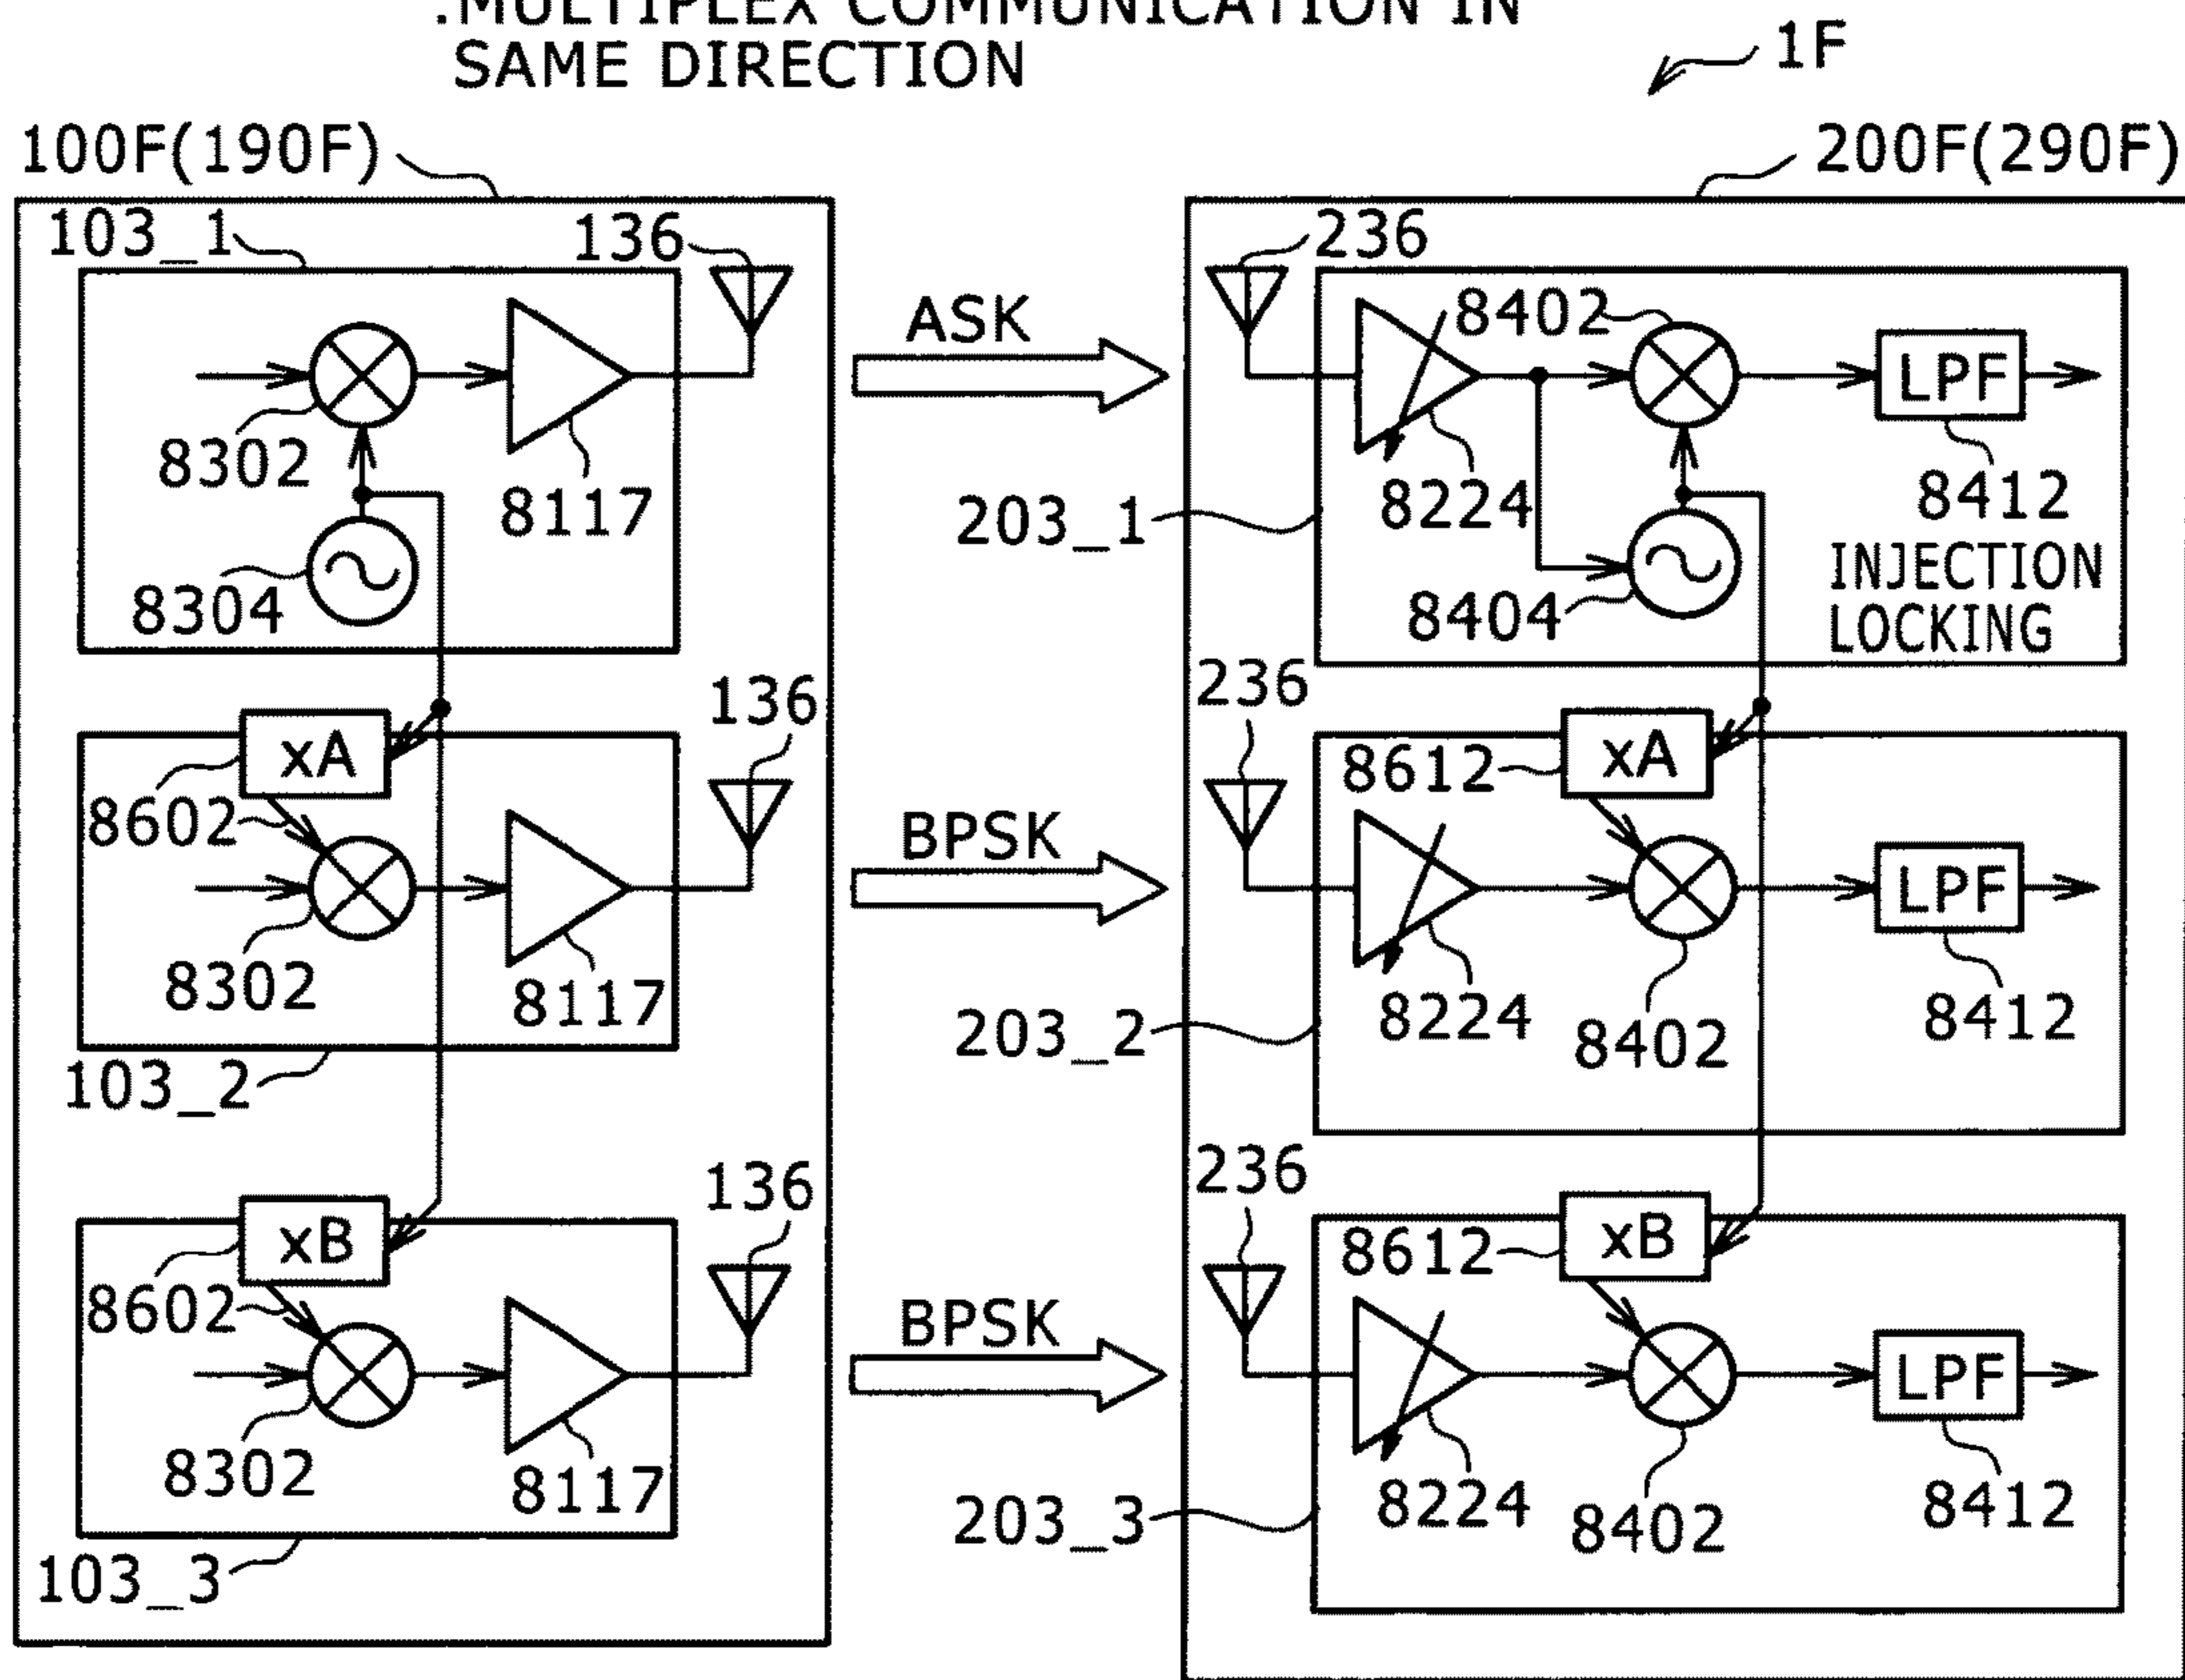 .MULTIPLEX COMMUNICATION IN
SAME DIRECTION
1F
100F(190F)
200F(290F)
103_1
136
8302
8117
8304
ASK
236
8402
LPF
8224
8412
203_1
8404
INJECTION
LOCKING
136
xA
8602
8302
8117
103_2
BPSK
236
8612
xA
LPF
8224
8402
8412
203_2
136
xB
8602
8302
8117
103_3
BPSK
236
8612
xB
LPF
8224
8402
8412
203_3